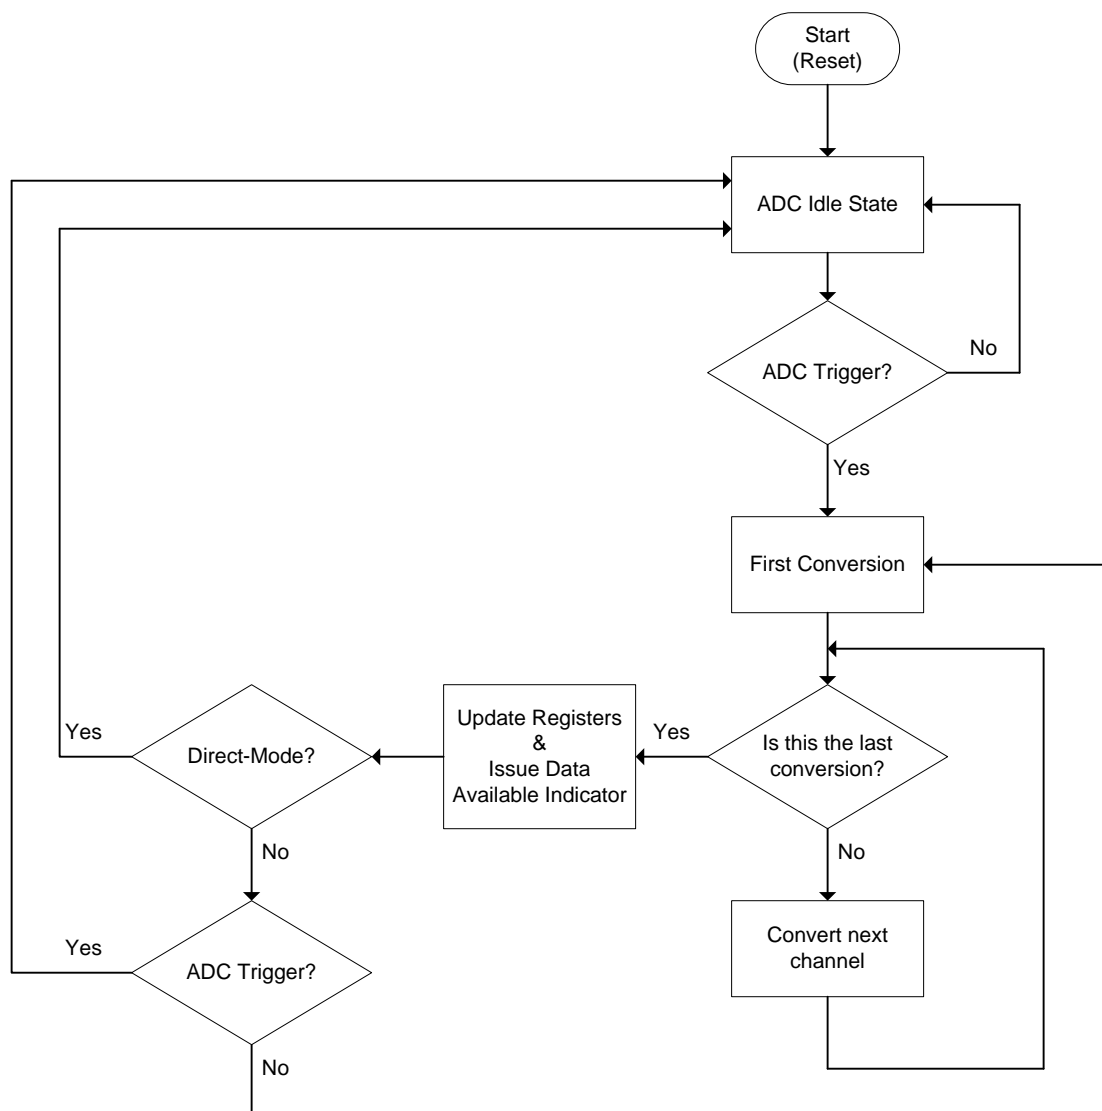 Start
(Reset)
ADC Idle State
No
ADC Trigger?
Yes
First Conversion
Yes
Direct-Mode?
Update Registers
&
Issue Data
Available Indicator
Yes
Is this the last
conversion?
No
No
Convert next
channel
Yes
ADC Trigger?
No